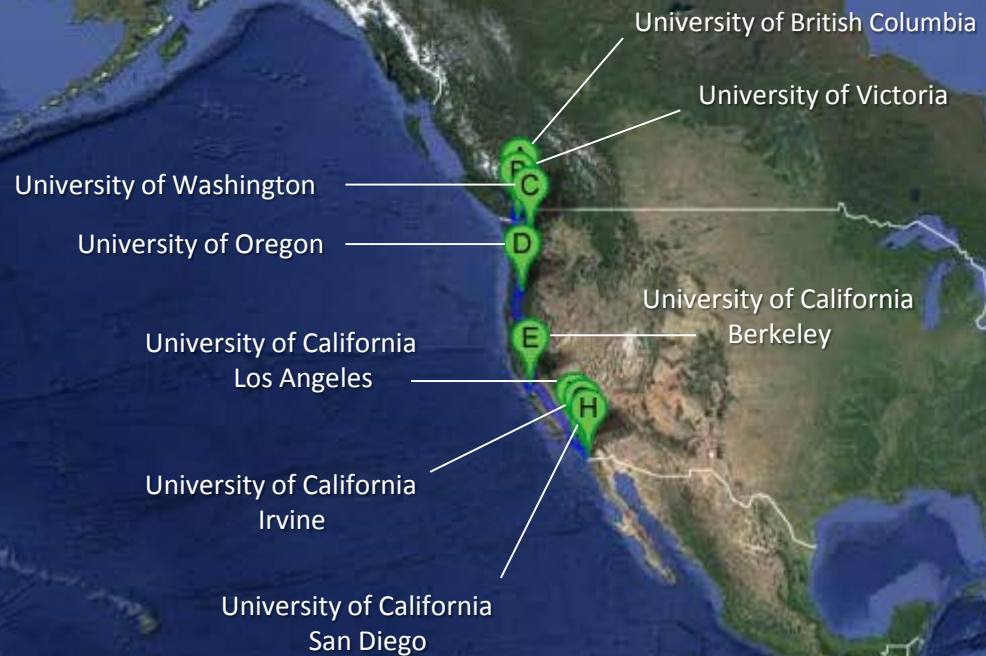 University of British Columbia
University of Victoria
University of Washington
University of Oregon
University of California
Berkeley
University of California
Los Angeles
University of California
Irvine
University of California
San Diego
C
D
E
H